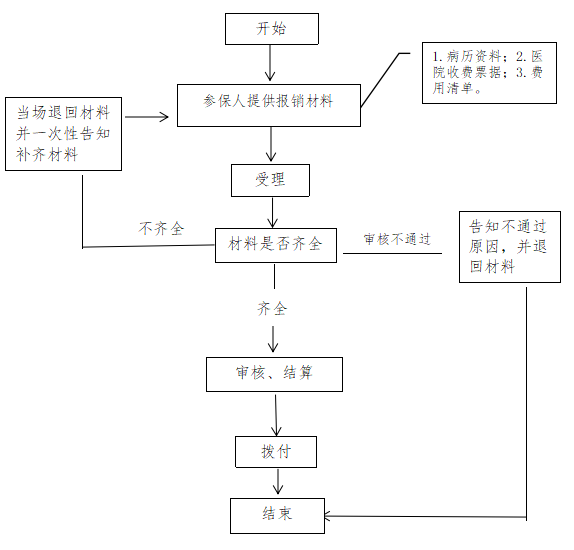 开始
1.病历资料；2.医
院收费票据；3.费
用清单。
参保人提供报销材料
当场退回材料
并一次性告知
补齐材料
受理
不齐全
材料是否齐全
审核不通过
告知不通过
原因，并退
回材料
齐全
审核、结算
拨付
结束